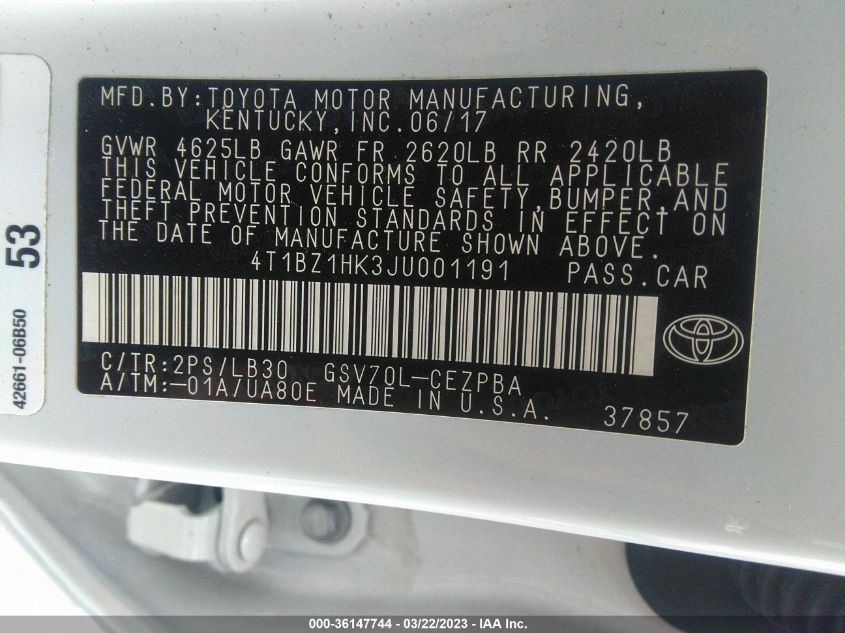 MFD.BY:TOYOTA MOTOR MANUFACTURING,
KENTUCKY,INC.06/17
GVWR 4625LB GAWR FR 2620LB RR 2420LB
THIS VEHICLE CONFORMS TO ALL APPLICABLE
FEDERAL MOTOR VEHICLE SAFETY,BUMPER,AND
THEFT PREVENTION STANDARDS IN EFFECT ON
THE DATE OF MANUFACTURE SHOWN ABOVE.
4T1BZ1HK3JU001191 PASS.CAR
C/TR:2PS/LB30 GSV70L-CEZPBA
A/TM:-01A/UA80E MADE IN U.S.A. 37857
53
42661-06B50
000-36147744 - 03/22/2023 - IAA Inc.